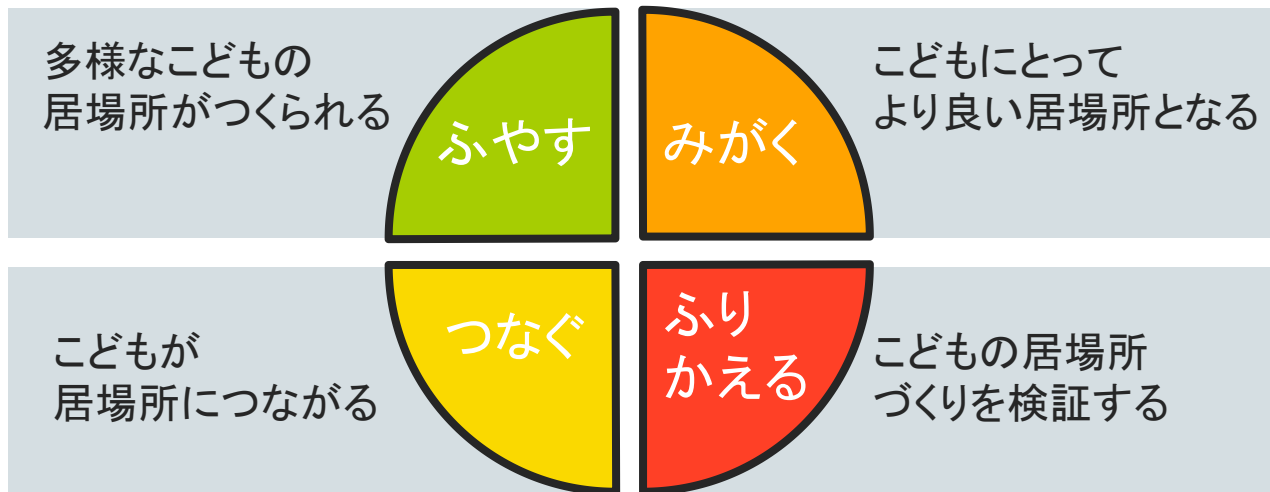 多様なこどもの
居場所がつくられる
ふやす
みがく
こどもにとって
より良い居場所となる
こどもが
居場所につながる
つなぐ
ふり
かえる
こどもの居場所
づくりを検証する